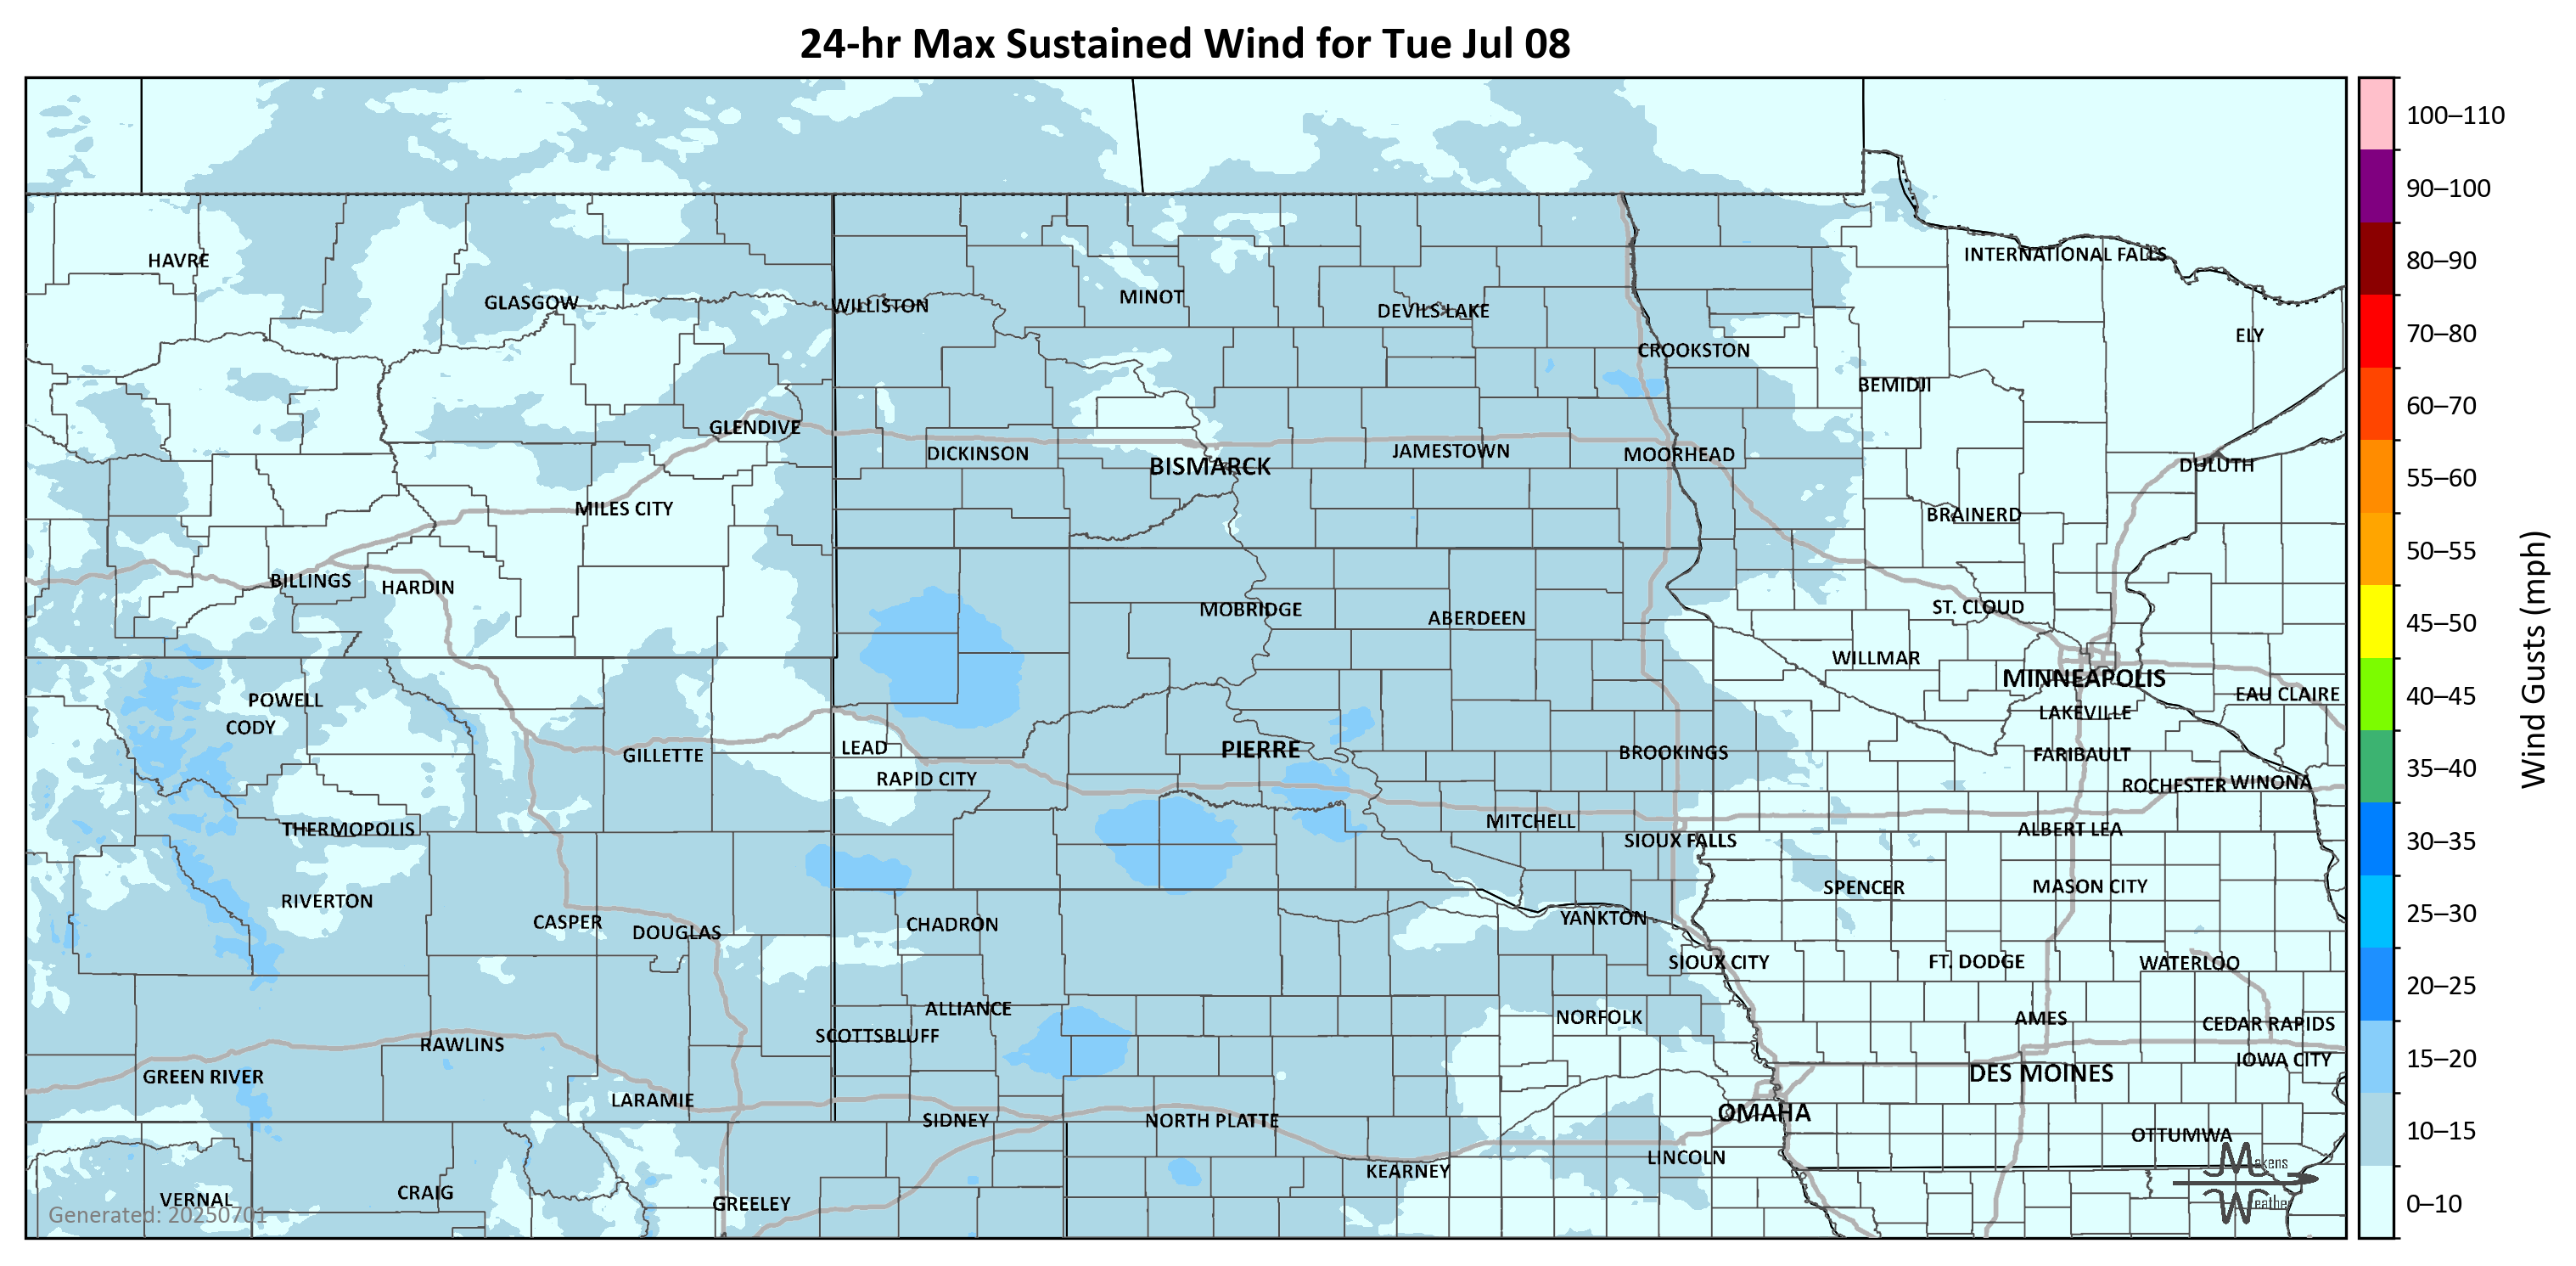 24-hr Max Sustained Wind for Tue Jul 08
100–110
90–100
80–90
70–80
60–70
55–60
50–55
45–50
40–45
35–40
30–35
25–30
20–25
15–20
10–15
0–10
Wind Gusts (mph)
HAVRE
GLASGOW
WILLISTON
MINOT
DEVILS LAKE
CROOKSTON
INTERNATIONAL FALLS
ELY
BEMIDJI
GLENDIVE
DICKINSON
BISMARCK
JAMESTOWN
MOORHEAD
DULUTH
MILES CITY
BRAINERD
BILLINGS
HARDIN
MOBRIDGE
ABERDEEN
ST. CLOUD
WILLMAR
MINNEAPOLIS
EAU CLAIRE
POWELL
CODY
LAKEVILLE
GILLETTE
LEAD
PIERRE
BROOKINGS
FARIBAULT
RAPID CITY
ROCHESTER
WINONA
THERMOPOLIS
MITCHELL
ALBERT LEA
SIOUX FALLS
SPENCER
MASON CITY
RIVERTON
CASPER
DOUGLAS
CHADRON
YANKTON
SIOUX CITY
FT. DODGE
WATERLOO
ALLIANCE
NORFOLK
AMES
CEDAR RAPIDS
SCOTTSBLUFF
RAWLINS
IOWA CITY
GREEN RIVER
DES MOINES
LARAMIE
SIDNEY
NORTH PLATTE
OMAHA
OTTUMWA
LINCOLN
KEARNEY
VERNAL
CRAIG
GREELEY
Generated: 20250701
Makens
Weather